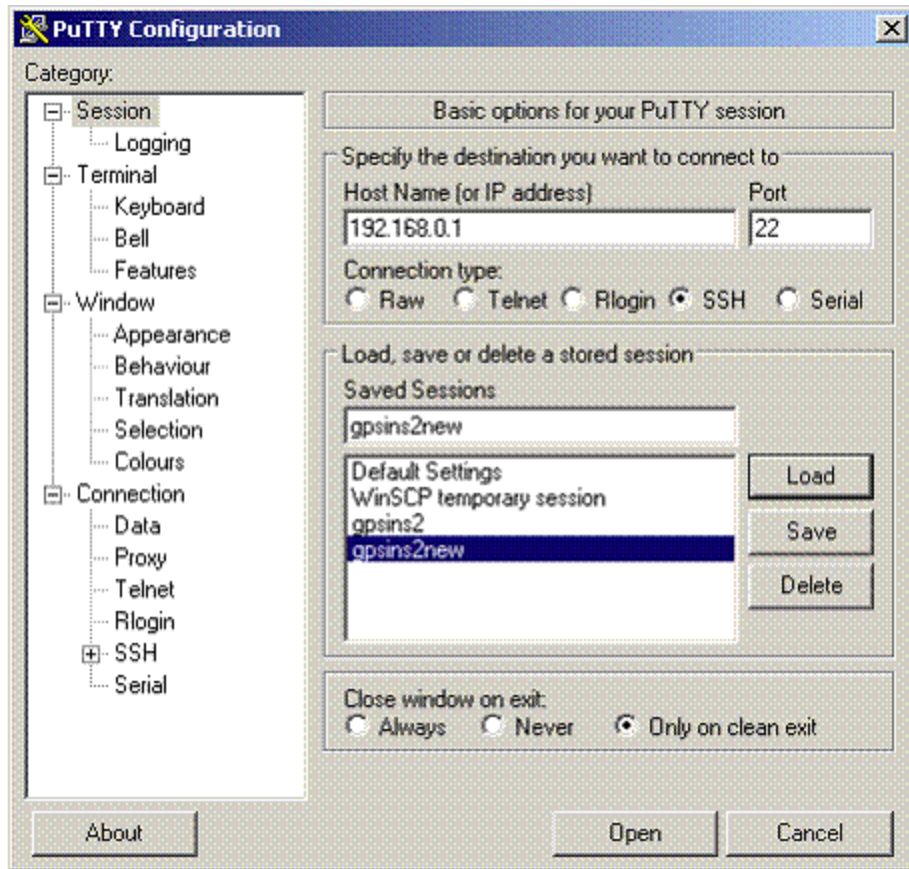 PuTTY Configuration
Category:
Session
Logging
Terminal
Keyboard
Bell
Features
Window
Appearance
Behaviour
Translation
Selection
Colours
Connection
Data
Proxy
Telnet
Rlogin
SSH
Serial
Basic options for your PuTTY session
Specify the destination you want to connect to
Host Name (or IP address) Port
192.168.0.1 22
Connection type:
Raw Telnet Rlogin SSH Serial
Load, save or delete a stored session
Saved Sessions
gpsins2new
Default Settings
WinSCP temporary session
gpsins2
gpsins2new
Load
Save
Delete
Close window on exit:
Always Never Only on clean exit
About Open Cancel